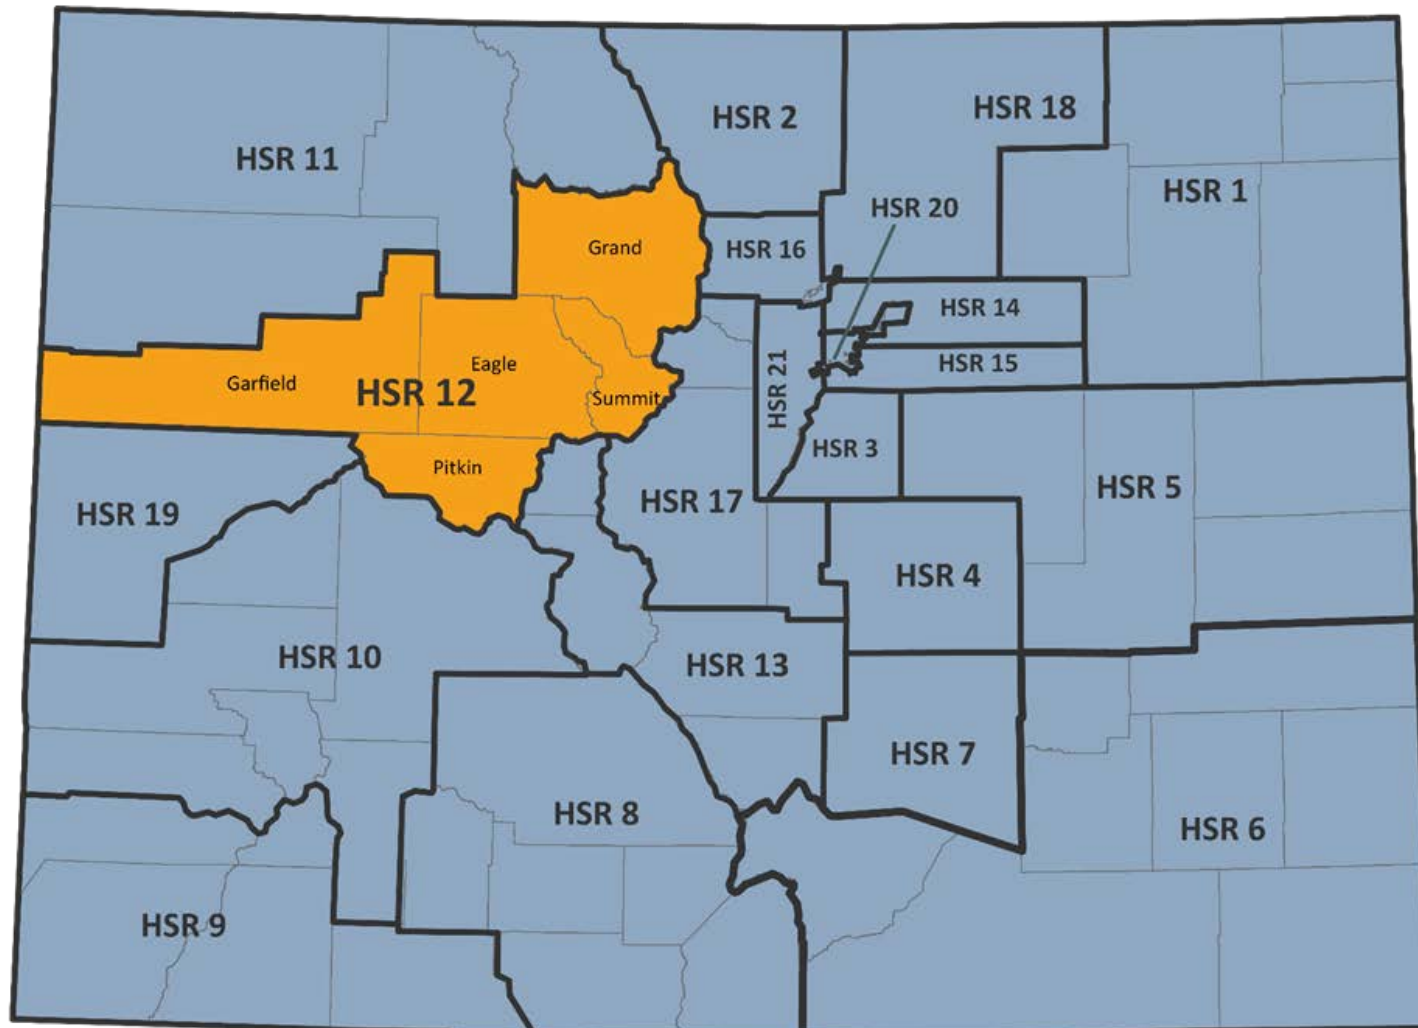 HSR 2
HSR 18
HSR 11
HSR 1
HSR 20
Grand
HSR 16
HSR 14
Eagle
HSR 15
Garfield
HSR 12
Summit
HSR 21
HSR 3
Pitkin
HSR 19
HSR 17
HSR 5
HSR 4
HSR 10
HSR 13
HSR 7
HSR 8
HSR 6
HSR 9